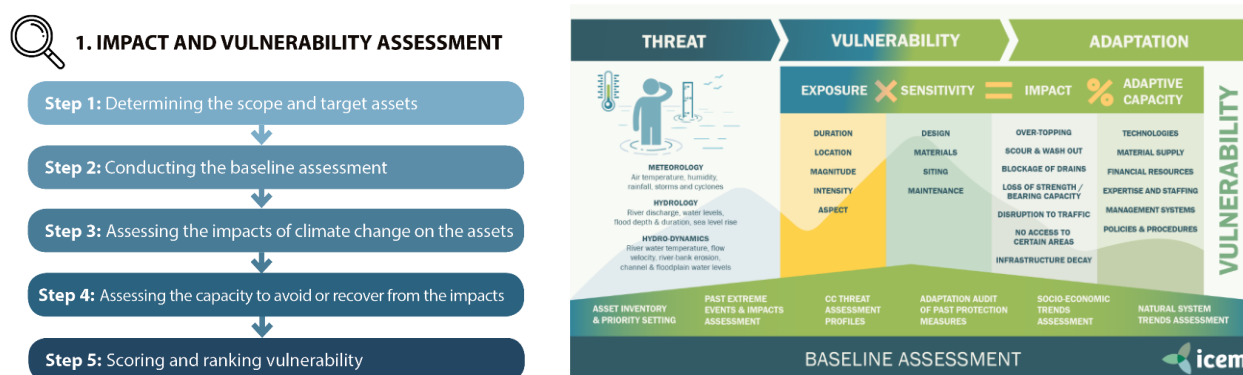 1. IMPACT AND VULNERABILITY ASSESSMENT
Step 1: Determining the scope and target assets
Step 2: Conducting the baseline assessment
Step 3: Assessing the impacts of climate change on the assets
Step 4: Assessing the capacity to avoid or recover from the impacts
Step 5: Scoring and ranking vulnerability
THREAT
VULNERABILITY
ADAPTATION
METEOROLOGY
Air temperature, humidity,
rainfall, storms and cyclones
HYDROLOGY
River discharge, water levels,
flood depth & duration, sea level rise
HYDRO-DYNAMICS
River water temperature, flow
velocity, river-bank erosion,
channel & floodplain water levels
EXPOSURE × SENSITIVITY = IMPACT % ADAPTIVE
CAPACITY
DURATION
LOCATION
MAGNITUDE
INTENSITY
ASPECT
DESIGN
MATERIALS
SITING
MAINTENANCE
OVER-TOPPING
SCOUR & WASH OUT
BLOCKAGE OF DRAINS
LOSS OF STRENGTH /
BEARING CAPACITY
DISRUPTION TO TRAFFIC
NO ACCESS TO
CERTAIN AREAS
INFRASTRUCTURE DECAY
TECHNOLOGIES
MATERIAL SUPPLY
FINANCIAL RESOURCES
EXPERTISE AND STAFFING
MANAGEMENT SYSTEMS
POLICIES & PROCEDURES
VULNERABILITY
ASSET INVENTORY
& PRIORITY SETTING
PAST EXTREME
EVENTS & IMPACTS
ASSESSMENT
CC THREAT
ASSESSMENT
PROFILES
ADAPTATION AUDIT
OF PAST PROTECTION
MEASURES
SOCIO-ECONOMIC
TRENDS
ASSESSMENT
NATURAL SYSTEM
TRENDS ASSESSMENT
BASELINE ASSESSMENT
icem